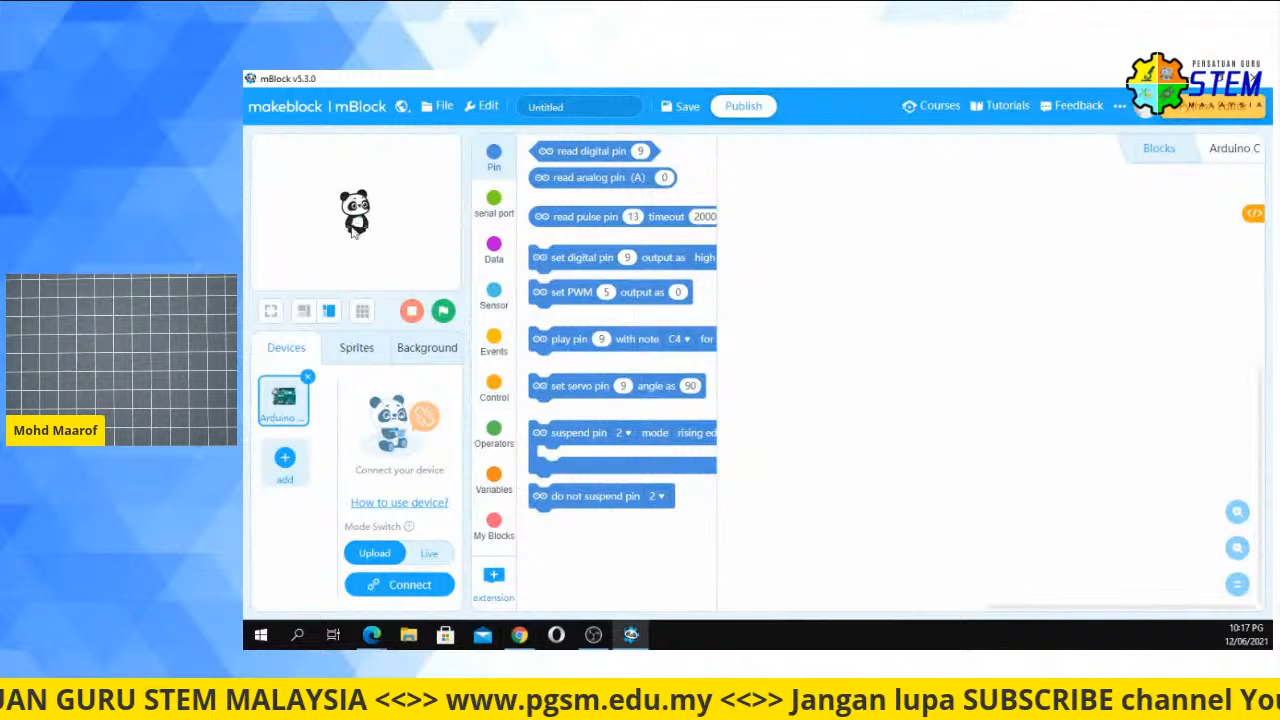 PERSATUAN GURU
STEM
MALAYSIA
mBlock v5.3.0
makeblock | mBlock
File
Edit
Untitled
Save
Publish
Courses
Tutorials
Feedback
Blocks
Arduino C
Pin
serial port
Data
Sensor
Events
Control
Operators
Variables
My Blocks
extension
read digital pin 9
read analog pin (A) 0
read pulse pin 13 timeout 2000
set digital pin 9 output as high
set PWM 5 output as 0
play pin 9 with note C4 for
set servo pin 9 angle as 90
suspend pin 2 mode rising ed
do not suspend pin 2
Devices
Sprites
Background
Arduino ...
add
Connect your device
How to use device?
Mode Switch
Upload
Live
Connect
Mohd Maarof
10:17 PG
12/06/2021
UAN GURU STEM MALAYSIA <<>> www.pgsm.edu.my <<>> Jangan lupa SUBSCRIBE channel You